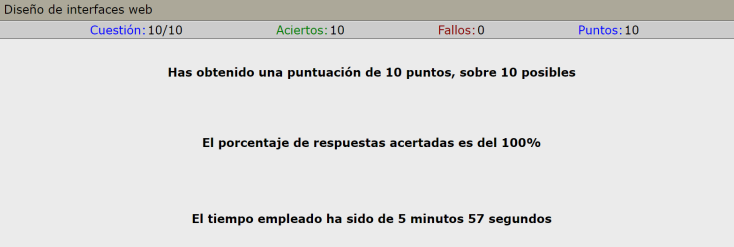 Diseño de interfaces web
Cuestión: 10/10 Aciertos: 10 Fallos: 0 Puntos: 10
Has obtenido una puntuación de 10 puntos, sobre 10 posibles
El porcentaje de respuestas acertadas es del 100%
El tiempo empleado ha sido de 5 minutos 57 segundos